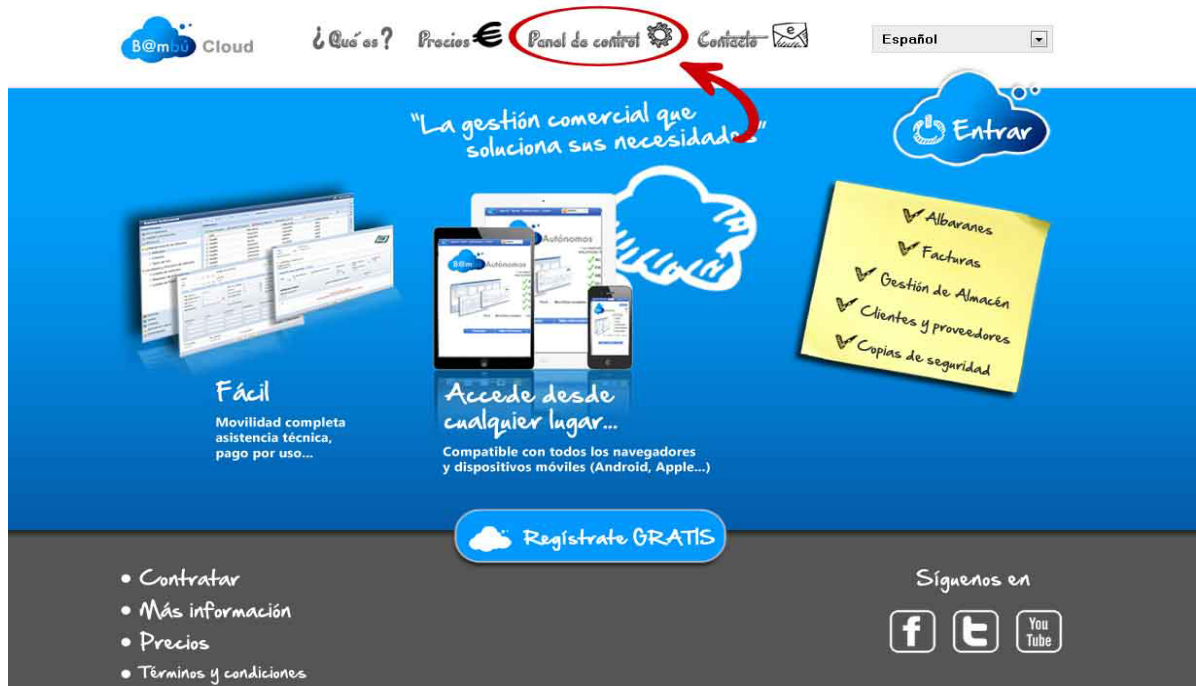 B@mbú Cloud
¿Qué es?
Precios €
Panel de control
Contacto
e
Español
"La gestión comercial que
soluciona sus necesidades"
Entrar
Albaranes
Facturas
Gestión de Almacén
Clientes y proveedores
Copias de seguridad
Autónomos
B@m Autónomos
Fácil
Movilidad completa
asistencia técnica,
pago por uso...
Accede desde
cualquier lugar...
Compatible con todos los navegadores
y dispositivos móviles (Android, Apple...)
Regístrate GRATIS
Contratar
Más información
Precios
Términos y condiciones
Síguenos en
f
t
You
Tube